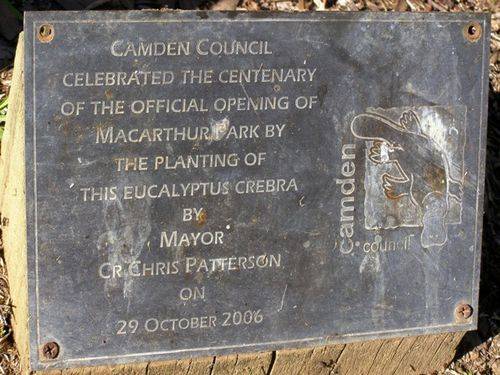 CAMDEN COUNCIL
CELEBRATED THE CENTENARY
OF THE OFFICIAL OPENING OF
MACARTHUR PARK BY
THE PLANTING OF
THIS EUCALYPTUS CREBRA
BY
MAYOR
CR CHRIS PATTERSON
ON
29 OCTOBER 2006
camden
council